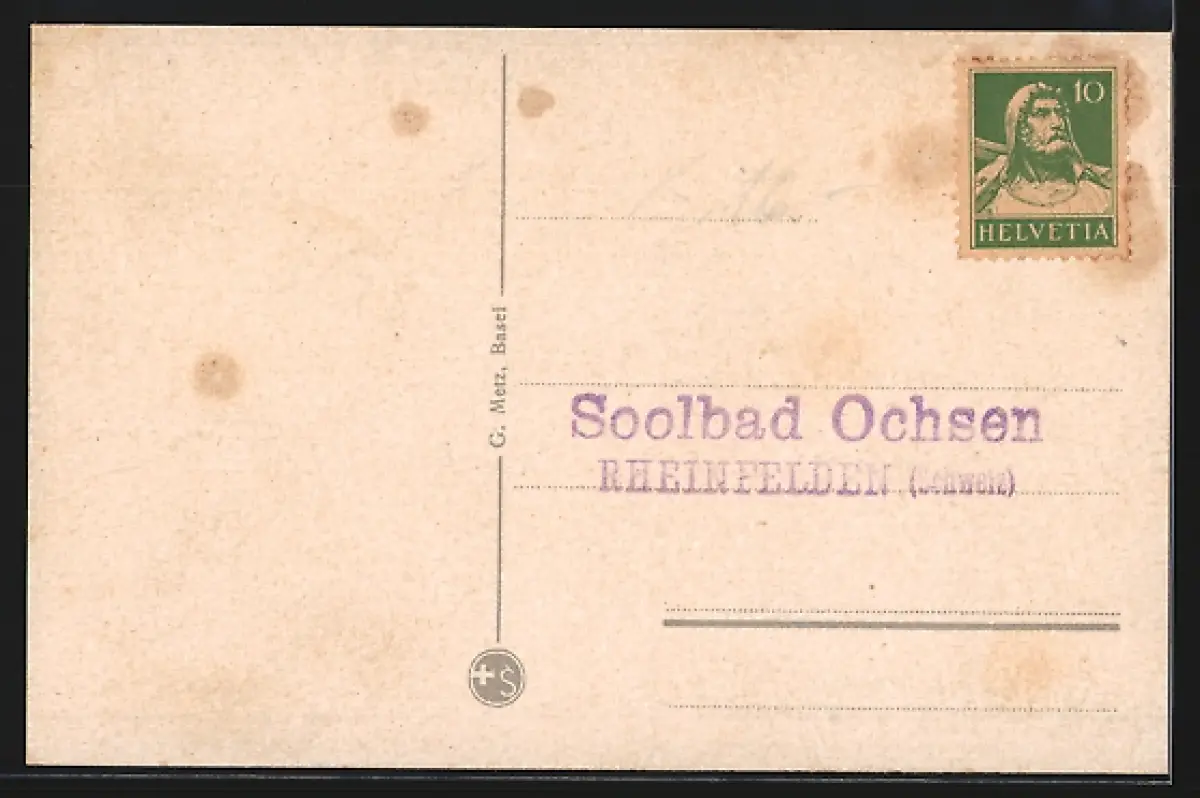 10
HELVETIA
G. Metz, Basel
Soolbad Ochsen
RHEINFELDEN (Schweiz)
S